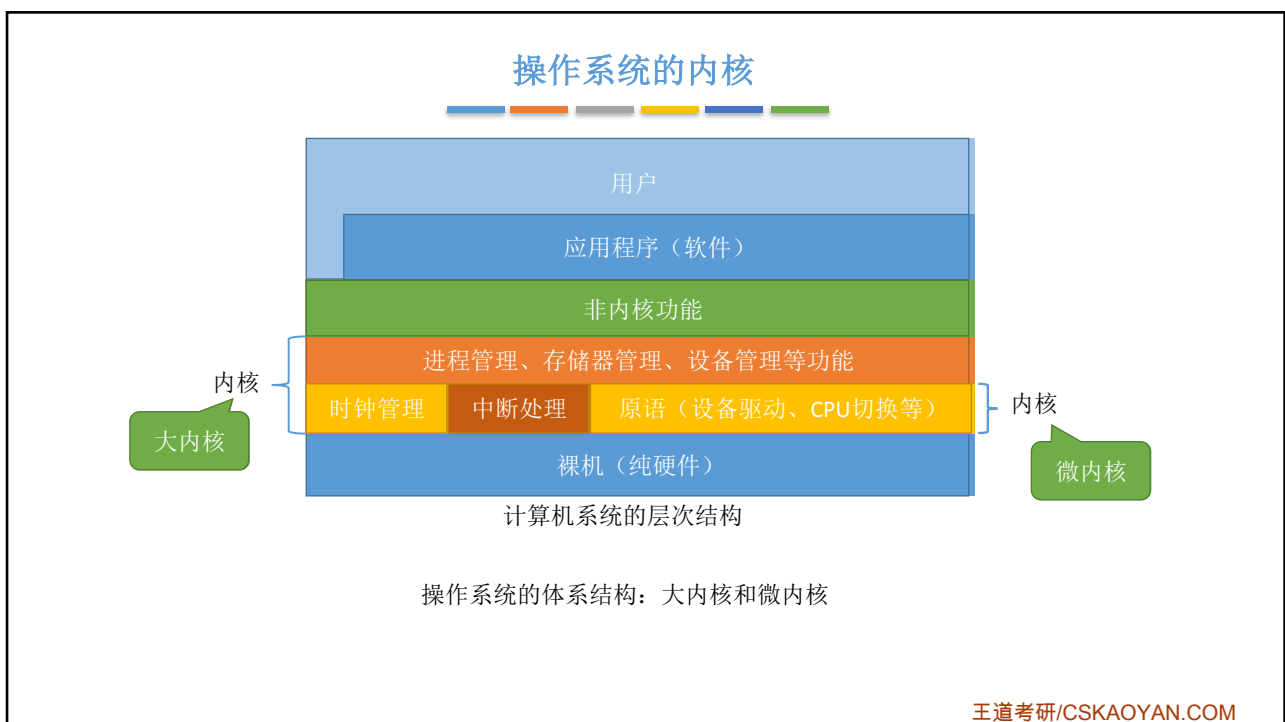 操作系统的内核
用户
应用程序（软件）
非内核功能
进程管理、存储器管理、设备管理等功能
内核
时钟管理 中断处理 原语（设备驱动、CPU切换等）
内核
大内核
裸机（纯硬件）
微内核
计算机系统的层次结构
操作系统的体系结构：大内核和微内核
王道考研/CSKAOYAN.COM